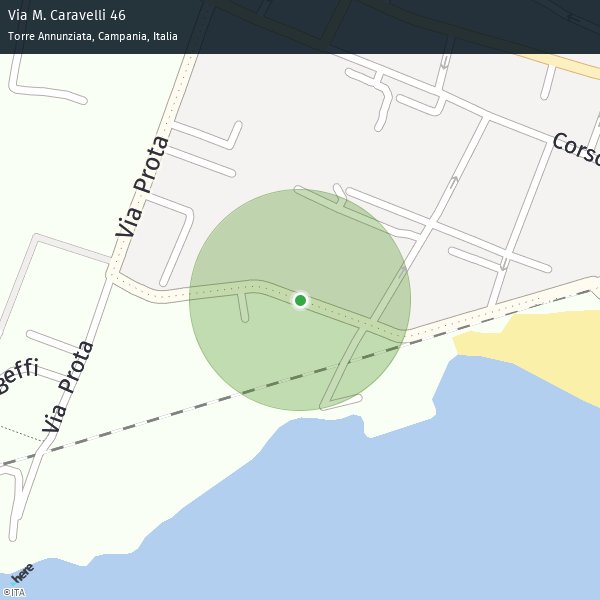 Via M. Caravelli 46
Torre Annunziata, Campania, Italia
Corso
Via Prota
Beffi
Via Prota
here
©ITA